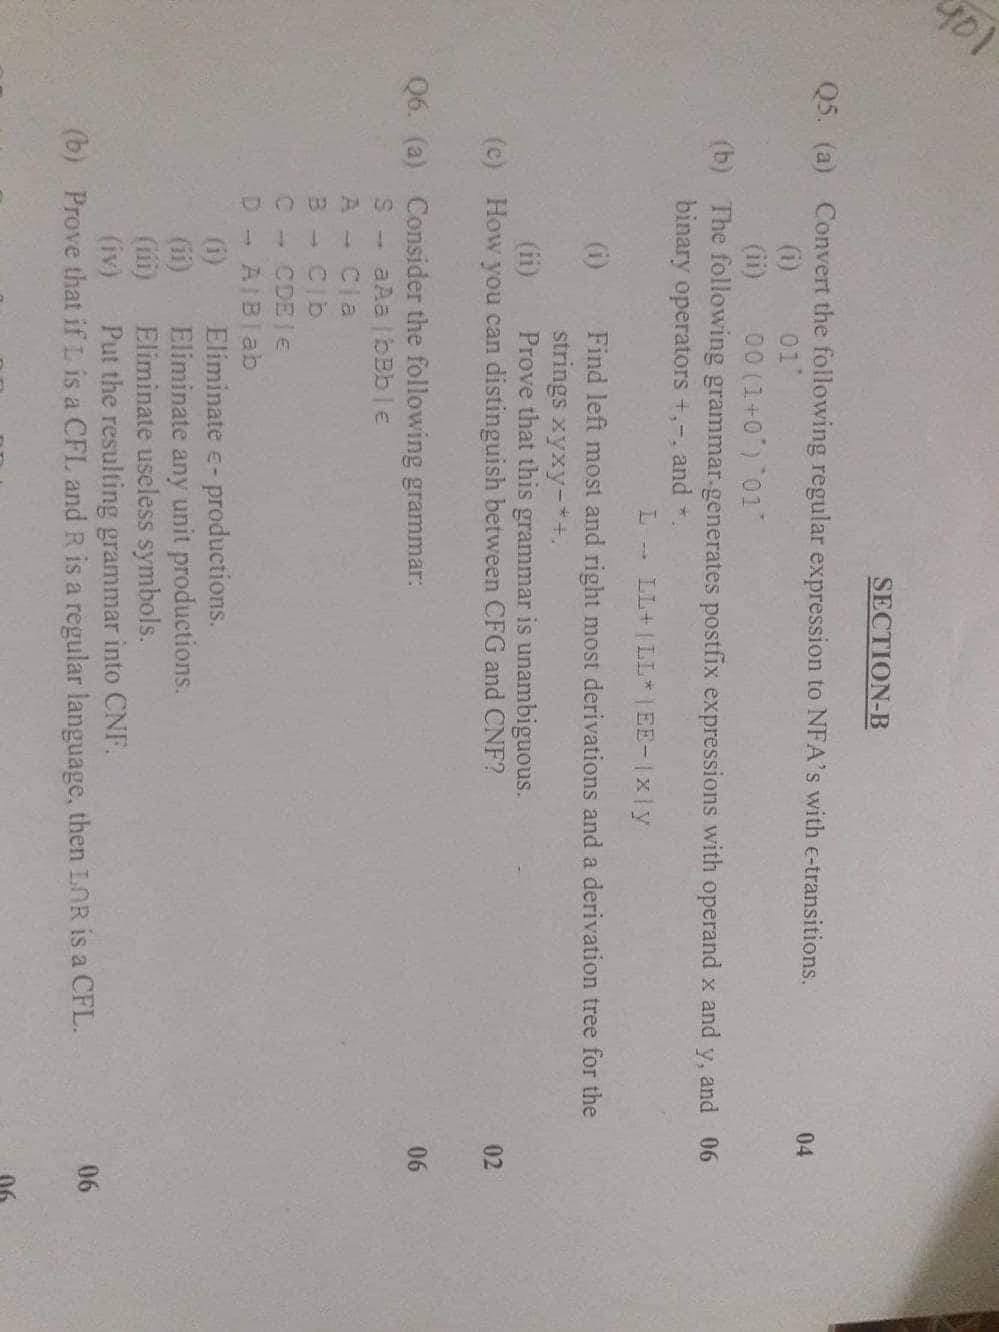 401
SECTION-B
Q5. (a) Convert the following regular expression to NFA's with ε-transitions. 04
(i) 01*
(ii) 00(1+0*)*01*
(b) The following grammar.generates postfix expressions with operand x and y, and 06
binary operators +,-, and *.
L → LL+|LL*|EE-|x|y
(i) Find left most and right most derivations and a derivation tree for the
strings xyxy-*+.
(ii) Prove that this grammar is unambiguous.
(c) How you can distinguish between CFG and CNF? 02
Q6. (a) Consider the following grammar: 06
S → aAa|bBb|ε
A → C|a
B → C|b
C → CDE|ε
D → A|B|ab
(i) Eliminate ε- productions.
(ii) Eliminate any unit productions.
(iii) Eliminate useless symbols.
(iv) Put the resulting grammar into CNF.
(b) Prove that if L is a CFL and R is a regular language, then L∩R is a CFL. 06
06